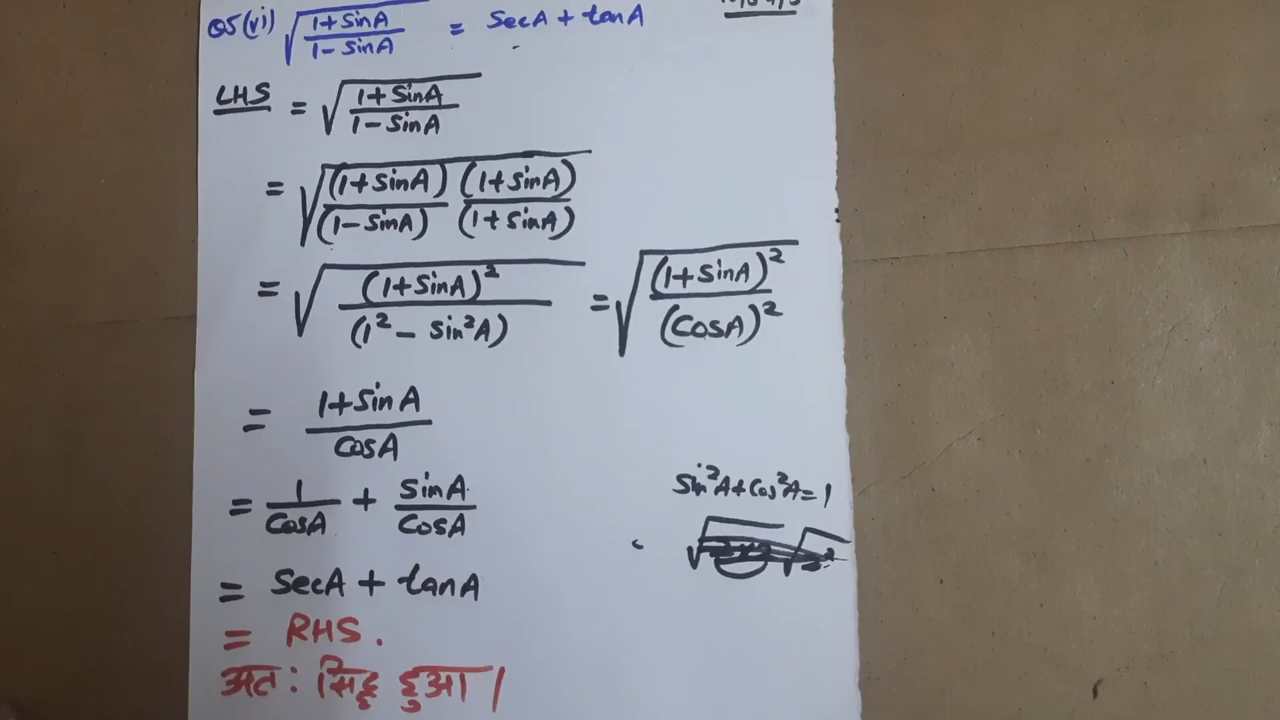 Q5(vi) √((1+SinA)/(1-SinA)) = SecA + tanA
LHS = √((1+SinA)/(1-SinA))
= √((1+SinA)/(1-SinA) (1+SinA)/(1+SinA))
= √((1+SinA)²/(1²-Sin²A)) = √((1+SinA)²/(CosA)²)
= (1+SinA)/CosA
= 1/CosA + SinA/CosA
Sin²A+Cos²A=1
= SecA + tanA
= RHS.
अतः सिद्ध हुआ।